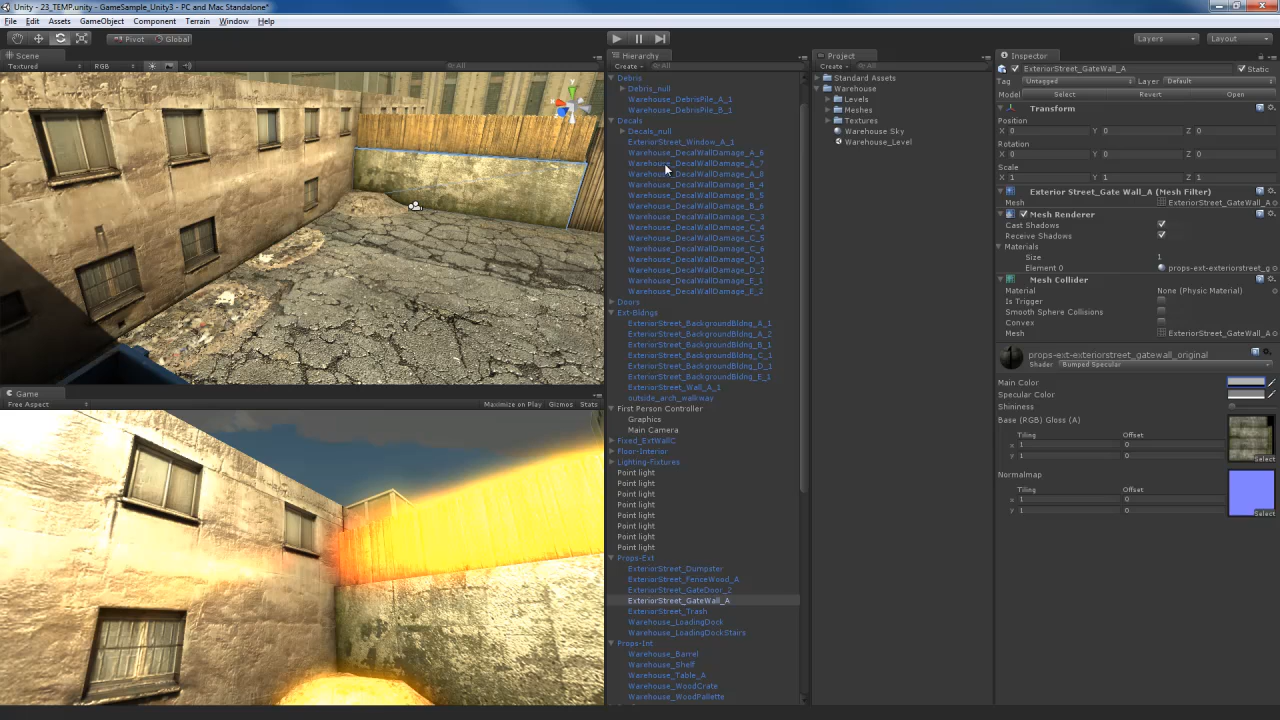 Unity - 23_TEMP.unity - GameSample_Unity3 - PC and Mac Standalone*
File Edit Assets GameObject Component Terrain Window Help
Pivot Global Layers Layout
Scene
Textured RGB All
Game
Free Aspect Maximize on Play Gizmos Stats
Hierarchy
Create All
Debris
Debris_null
Warehouse_DebrisPile_A_1
Warehouse_DebrisPile_B_1
Decals
Decals_null
ExteriorStreet_Window_A_1
Warehouse_DecalWallDamage_A_6
Warehouse_DecalWallDamage_A_7
Warehouse_DecalWallDamage_A_8
Warehouse_DecalWallDamage_B_4
Warehouse_DecalWallDamage_B_5
Warehouse_DecalWallDamage_B_6
Warehouse_DecalWallDamage_C_3
Warehouse_DecalWallDamage_C_4
Warehouse_DecalWallDamage_C_5
Warehouse_DecalWallDamage_C_6
Warehouse_DecalWallDamage_D_1
Warehouse_DecalWallDamage_D_2
Warehouse_DecalWallDamage_E_1
Warehouse_DecalWallDamage_E_2
Doors
Ext-Bldngs
ExteriorStreet_BackgroundBldng_A_1
ExteriorStreet_BackgroundBldng_A_2
ExteriorStreet_BackgroundBldng_B_1
ExteriorStreet_BackgroundBldng_C_1
ExteriorStreet_BackgroundBldng_D_1
ExteriorStreet_BackgroundBldng_E_1
ExteriorStreet_Wall_A_1
outside_arch_walkway
First Person Controller
Graphics
Main Camera
Fixed_ExtWallC
Floor-Interior
Lighting-Fixtures
Point light
Point light
Point light
Point light
Point light
Point light
Point light
Point light
Props-Ext
ExteriorStreet_Dumpster
ExteriorStreet_FenceWood_A
ExteriorStreet_GateDoor_2
ExteriorStreet_GateWall_A
ExteriorStreet_Trash
Warehouse_LoadingDock
Warehouse_LoadingDockStairs
Props-Int
Warehouse_Barrel
Warehouse_Shelf
Warehouse_Table_A
Warehouse_WoodCrate
Warehouse_WoodPallette
Project
Create All
Standard Assets
Warehouse
Levels
Meshes
Textures
Warehouse Sky
Warehouse_Level
Inspector
ExteriorStreet_GateWall_A Static
Tag Untagged Layer Default
Model Select Revert Open
Transform
Position
X 0 Y 0 Z 0
Rotation
X 0 Y 0 Z 0
Scale
X 1 Y 1 Z 1
Exterior Street_Gate Wall_A (Mesh Filter)
Mesh ExteriorStreet_GateWall_A
Mesh Renderer
Cast Shadows
Receive Shadows
Materials
Size 1
Element 0 props-ext-exteriorstreet_g
Mesh Collider
Material None (Physic Material)
Is Trigger
Smooth Sphere Collisions
Convex
Mesh ExteriorStreet_GateWall_A
props-ext-exteriorstreet_gatewall_original
Shader Bumped Specular
Main Color
Specular Color
Shininess
Base (RGB) Gloss (A)
Tiling Offset
x 1 0
y 1 0
Select
Normalmap
Tiling Offset
x 1 0
y 1 0
Select